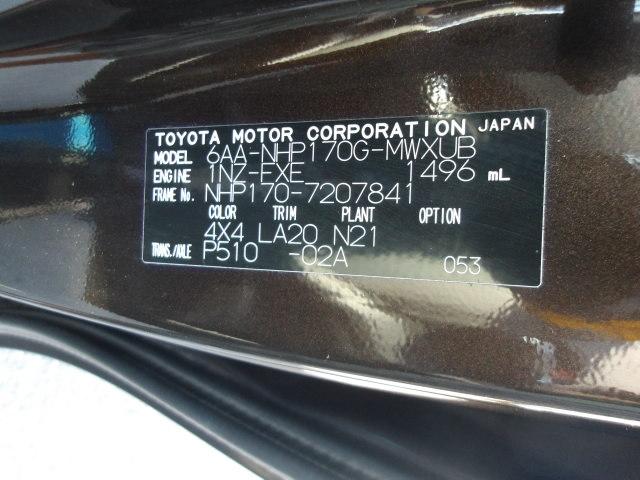 TOYOTA MOTOR CORPORATION JAPAN
MODEL 6AA-NHP170G-MWXUB
ENGINE 1NZ-FXE 1496 mL
FRAME No. NHP170-7207841
COLOR TRIM PLANT OPTION
4X4 LA20 N21
TRANS./AXLE P510 -02A 053